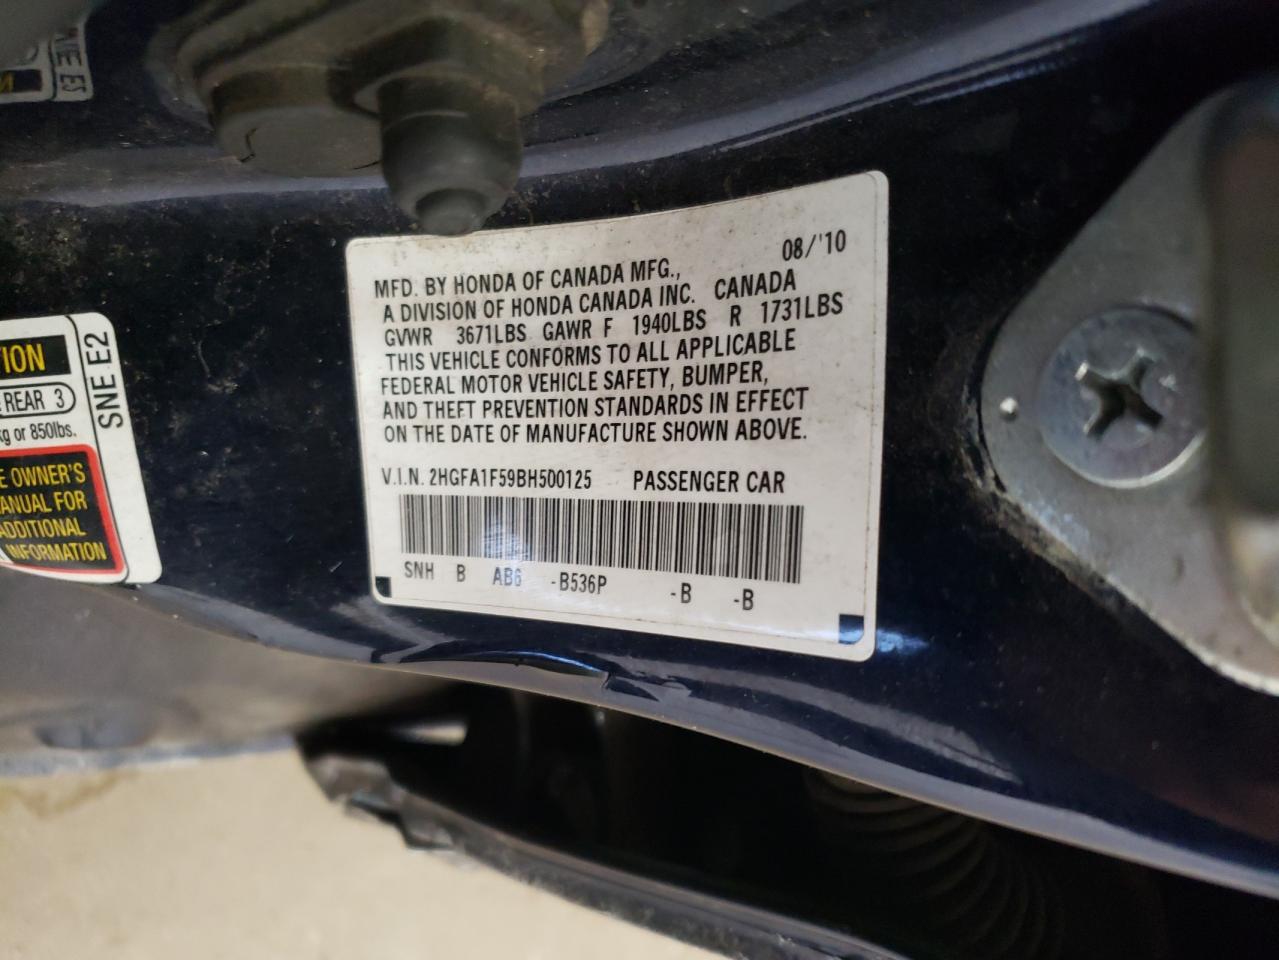 08/'10
MFD. BY HONDA OF CANADA MFG.,
A DIVISION OF HONDA CANADA INC. CANADA
GVWR 3671LBS GAWR F 1940LBS R 1731LBS
THIS VEHICLE CONFORMS TO ALL APPLICABLE
FEDERAL MOTOR VEHICLE SAFETY, BUMPER,
AND THEFT PREVENTION STANDARDS IN EFFECT
ON THE DATE OF MANUFACTURE SHOWN ABOVE.
V.I.N. 2HGFA1F59BH500125 PASSENGER CAR
SNH B AB6 -B536P -B -B
REAR 3
kg or 850lbs.
OWNER'S
FOR
INFORMATION
SNE E2